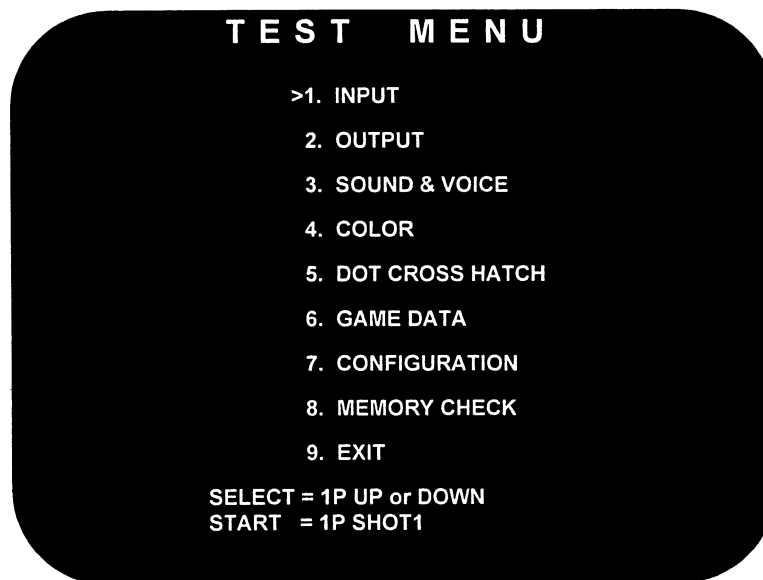 TEST MENU
>1. INPUT
2. OUTPUT
3. SOUND & VOICE
4. COLOR
5. DOT CROSS HATCH
6. GAME DATA
7. CONFIGURATION
8. MEMORY CHECK
9. EXIT
SELECT = 1P UP or DOWN
START = 1P SHOT1